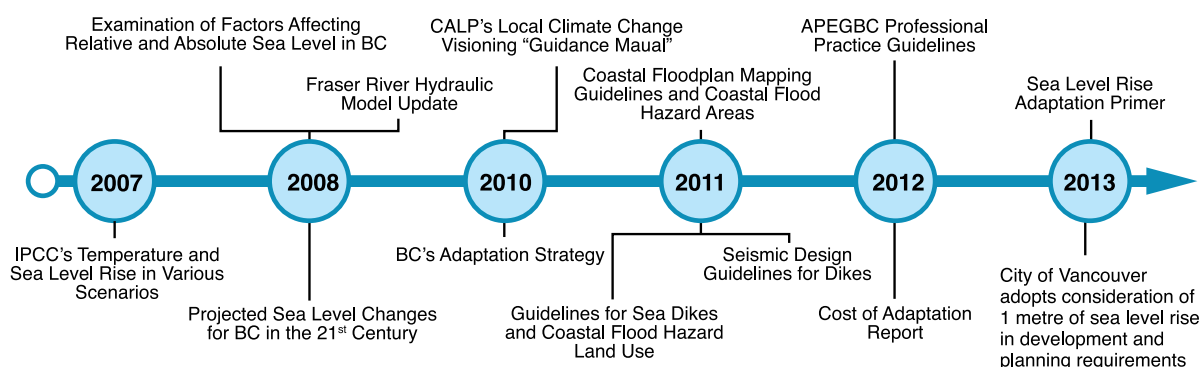 Examination of Factors Affecting
Relative and Absolute Sea Level in BC
Fraser River Hydraulic
Model Update
CALP's Local Climate Change
Visioning “Guidance Maual”
Coastal Floodplan Mapping
Guidelines and Coastal Flood
Hazard Areas
APEGBC Professional
Practice Guidelines
Sea Level Rise
Adaptation Primer
2007
2008
2010
2011
2012
2013
IPCC's Temperature and
Sea Level Rise in Various
Scenarios
Projected Sea Level Changes
for BC in the 21st Century
BC's Adaptation Strategy
Guidelines for Sea Dikes
and Coastal Flood Hazard
Land Use
Seismic Design
Guidelines for Dikes
Cost of Adaptation
Report
City of Vancouver
adopts consideration of
1 metre of sea level rise
in development and
planning requirements